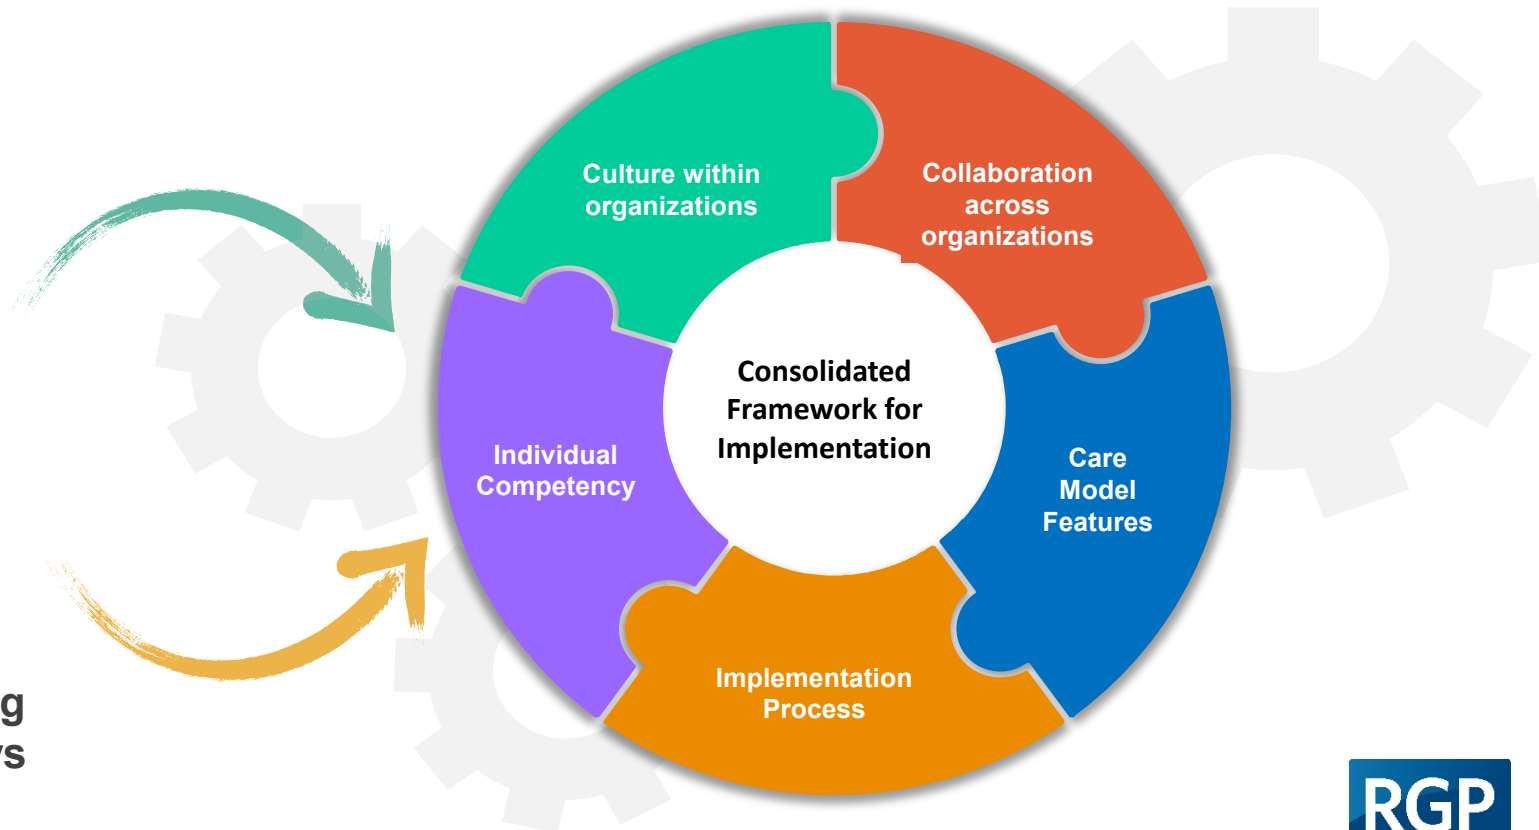 Culture within
organizations
Collaboration
across
organizations
Consolidated
Framework for
Implementation
Individual
Competency
Care
Model
Features
Implementation
Process
RGP